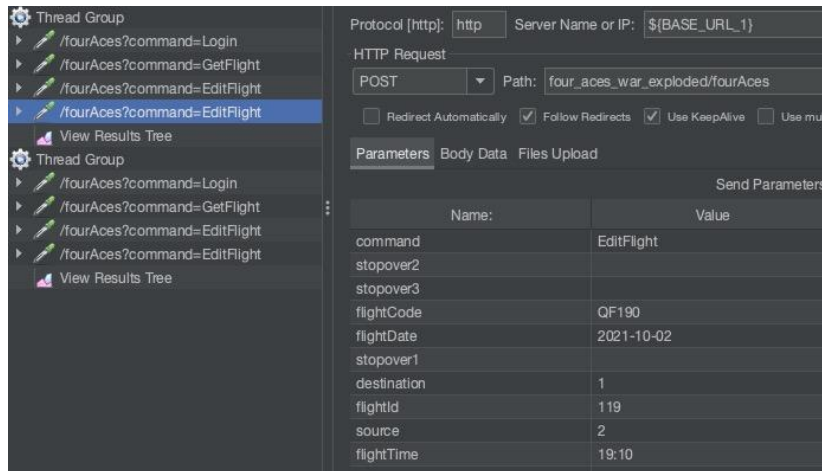 Thread Group
/fourAces?command=Login
/fourAces?command=GetFlight
/fourAces?command=EditFlight
/fourAces?command=EditFlight
View Results Tree
Thread Group
/fourAces?command=Login
/fourAces?command=GetFlight
/fourAces?command=EditFlight
/fourAces?command=EditFlight
View Results Tree
Protocol [http]: http Server Name or IP: ${BASE_URL_1}
HTTP Request
POST Path: four_aces_war_exploded/fourAces
Redirect Automatically Follow Redirects Use KeepAlive Use mu
Parameters Body Data Files Upload
Send Parameters
Name: Value
command EditFlight
stopover2
stopover3
flightCode QF190
flightDate 2021-10-02
stopover1
destination 1
flightId 119
source 2
flightTime 19:10